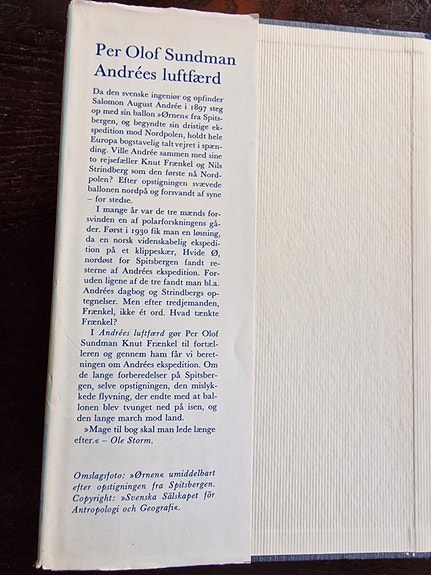 Per Olof Sundman
Andrées luftfærd
Da den svenske ingeniør og opfinder
Salomon August Andrée i 1897 steg
op med sin ballon »Ørnen« fra Spits-
bergen, og begyndte sin dristige ek-
spedition mod Nordpolen, holdt hele
Europa bogstavelig talt vejret i spæn-
ding. Ville Andrée sammen med sine
to rejsefæller Knut Frænkel og Nils
Strindberg som den første nå Nord-
polen? Efter opstigningen svævede
ballonen nordpå og forsvandt af syne
– for stedse.
I mange år var de tre mænds for-
svinden en af polarforskningens gå-
der. Først i 1930 fik man en løsning,
da en norsk videnskabelig ekspedi-
tion på et klippeskær, Hvide Ø,
nordøst for Spitsbergen fandt re-
sterne af Andrées ekspedition. For-
uden ligene af de tre fandt man bl.a.
Andrées dagbog og Strindbergs op-
tegnelser. Men efter tredjemanden,
Frænkel, ikke ét ord. Hvad tænkte
Frænkel?
I Andrées luftfærd gør Per Olof
Sundman Knut Frænkel til fortæl-
leren og gennem ham får vi beret-
ningen om Andrées ekspedition. Om
de lange forberedelser på Spitsber-
gen, selve opstigningen, den mislyk-
kede flyvning, der endte med at bal-
lonen blev tvunget ned på isen, og
den lange march mod land.
»Mage til bog skal man lede længe
efter.« – Ole Storm.
Omslagsfoto: »Ørnen« umiddelbart
efter opstigningen fra Spitsbergen.
Copyright: »Svenska Sälskapet för
Antropologi och Geografi«.